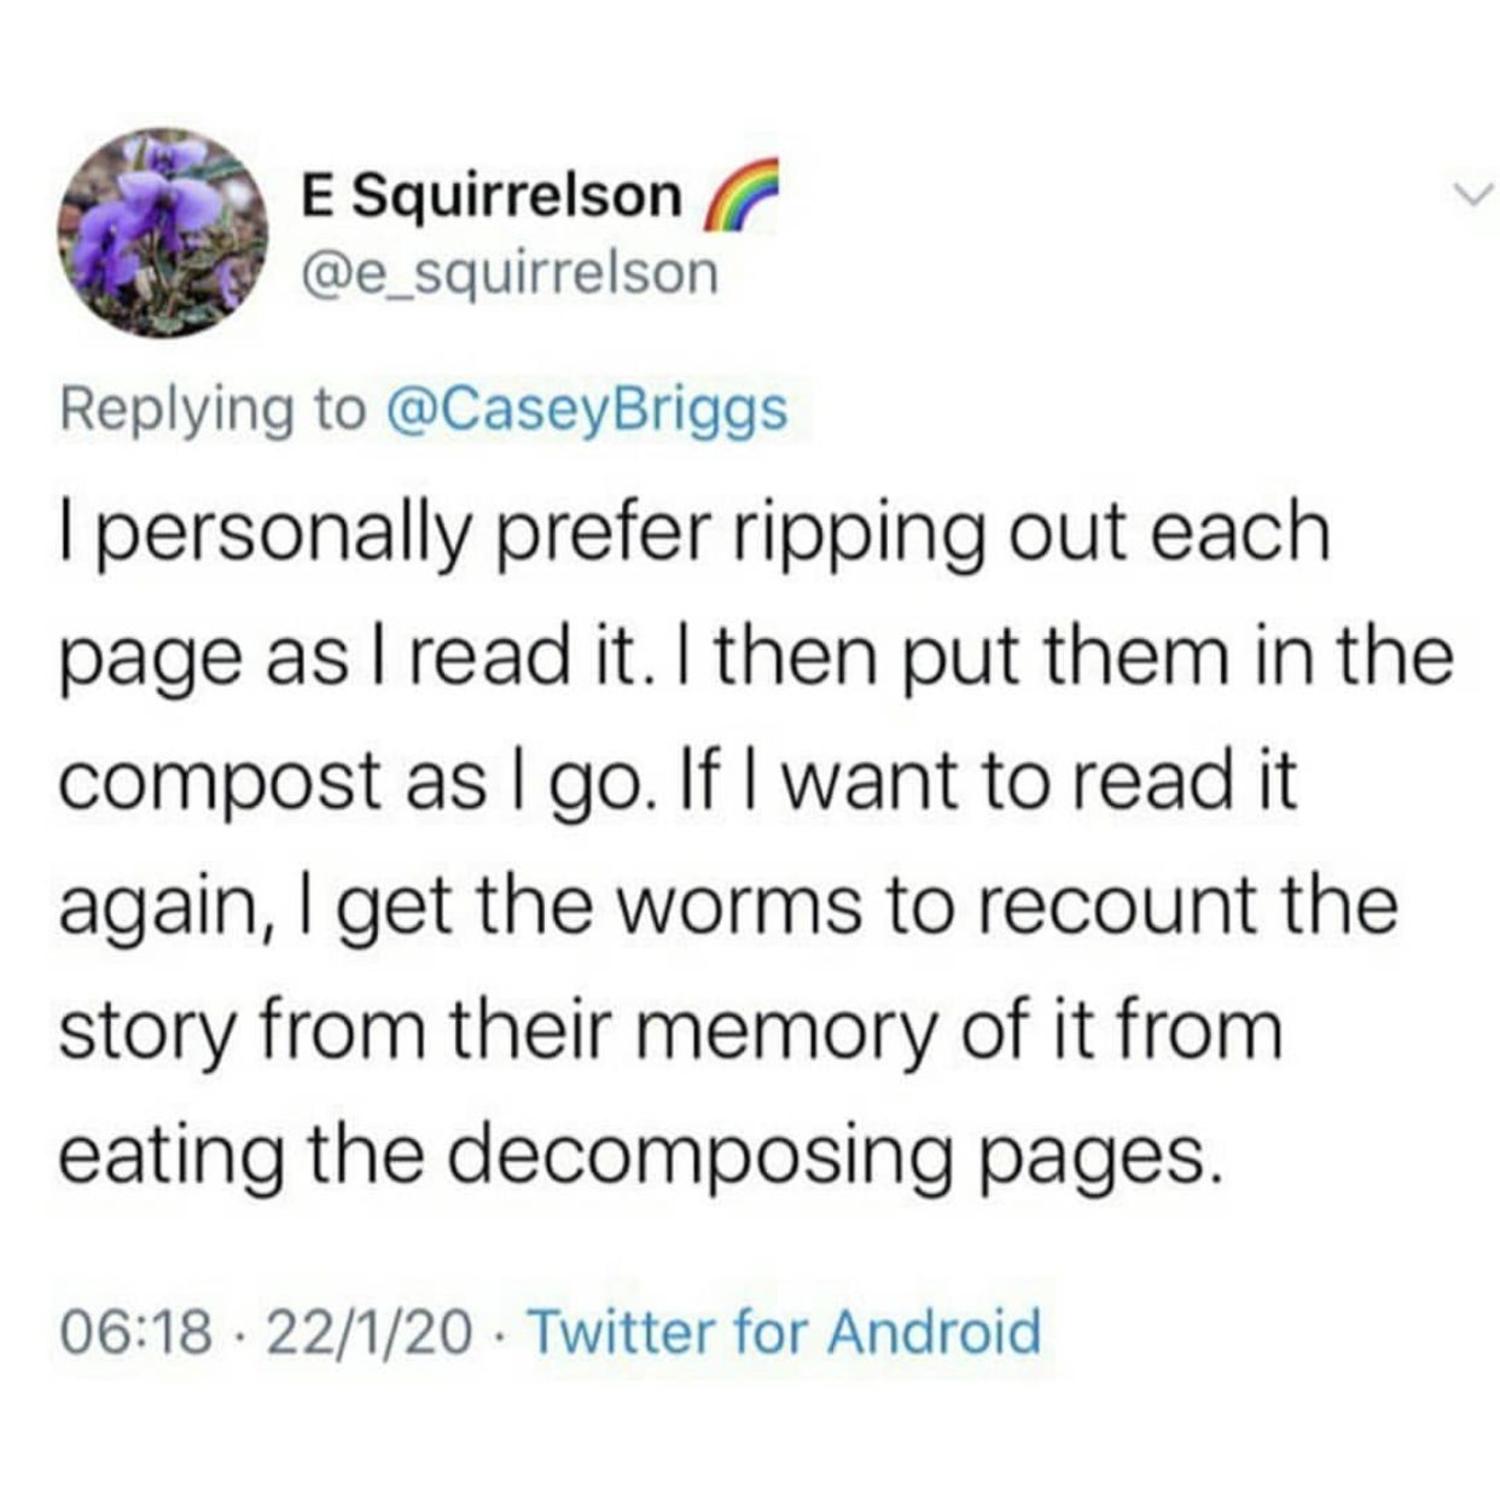 E Squirrelson 🌈
@e_squirrelson
Replying to @CaseyBriggs
I personally prefer ripping out each
page as I read it. I then put them in the
compost as I go. If I want to read it
again, I get the worms to recount the
story from their memory of it from
eating the decomposing pages.
06:18 · 22/1/20 · Twitter for Android